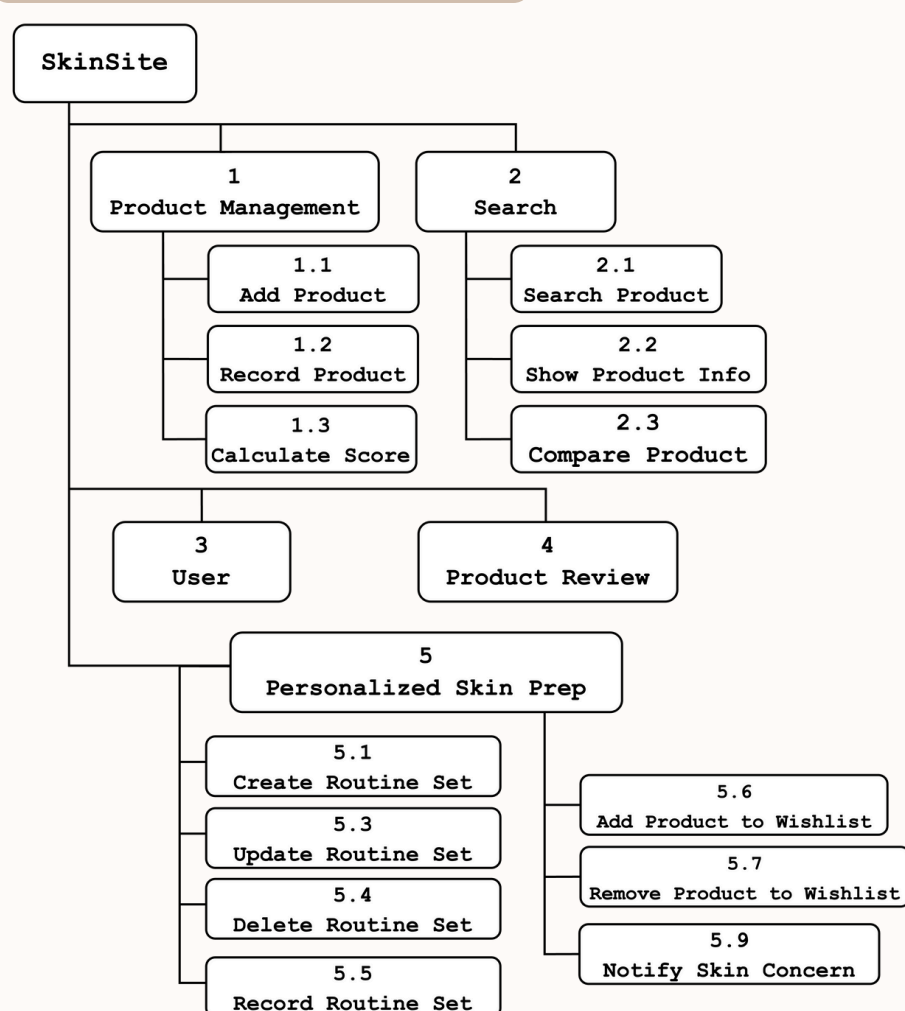 SkinSite
1
Product Management
2
Search
1.1
Add Product
2.1
Search Product
1.2
Record Product
2.2
Show Product Info
1.3
Calculate Score
2.3
Compare Product
3
User
4
Product Review
5
Personalized Skin Prep
5.1
Create Routine Set
5.3
Update Routine Set
5.4
Delete Routine Set
5.5
Record Routine Set
5.6
Add Product to Wishlist
5.7
Remove Product to Wishlist
5.9
Notify Skin Concern